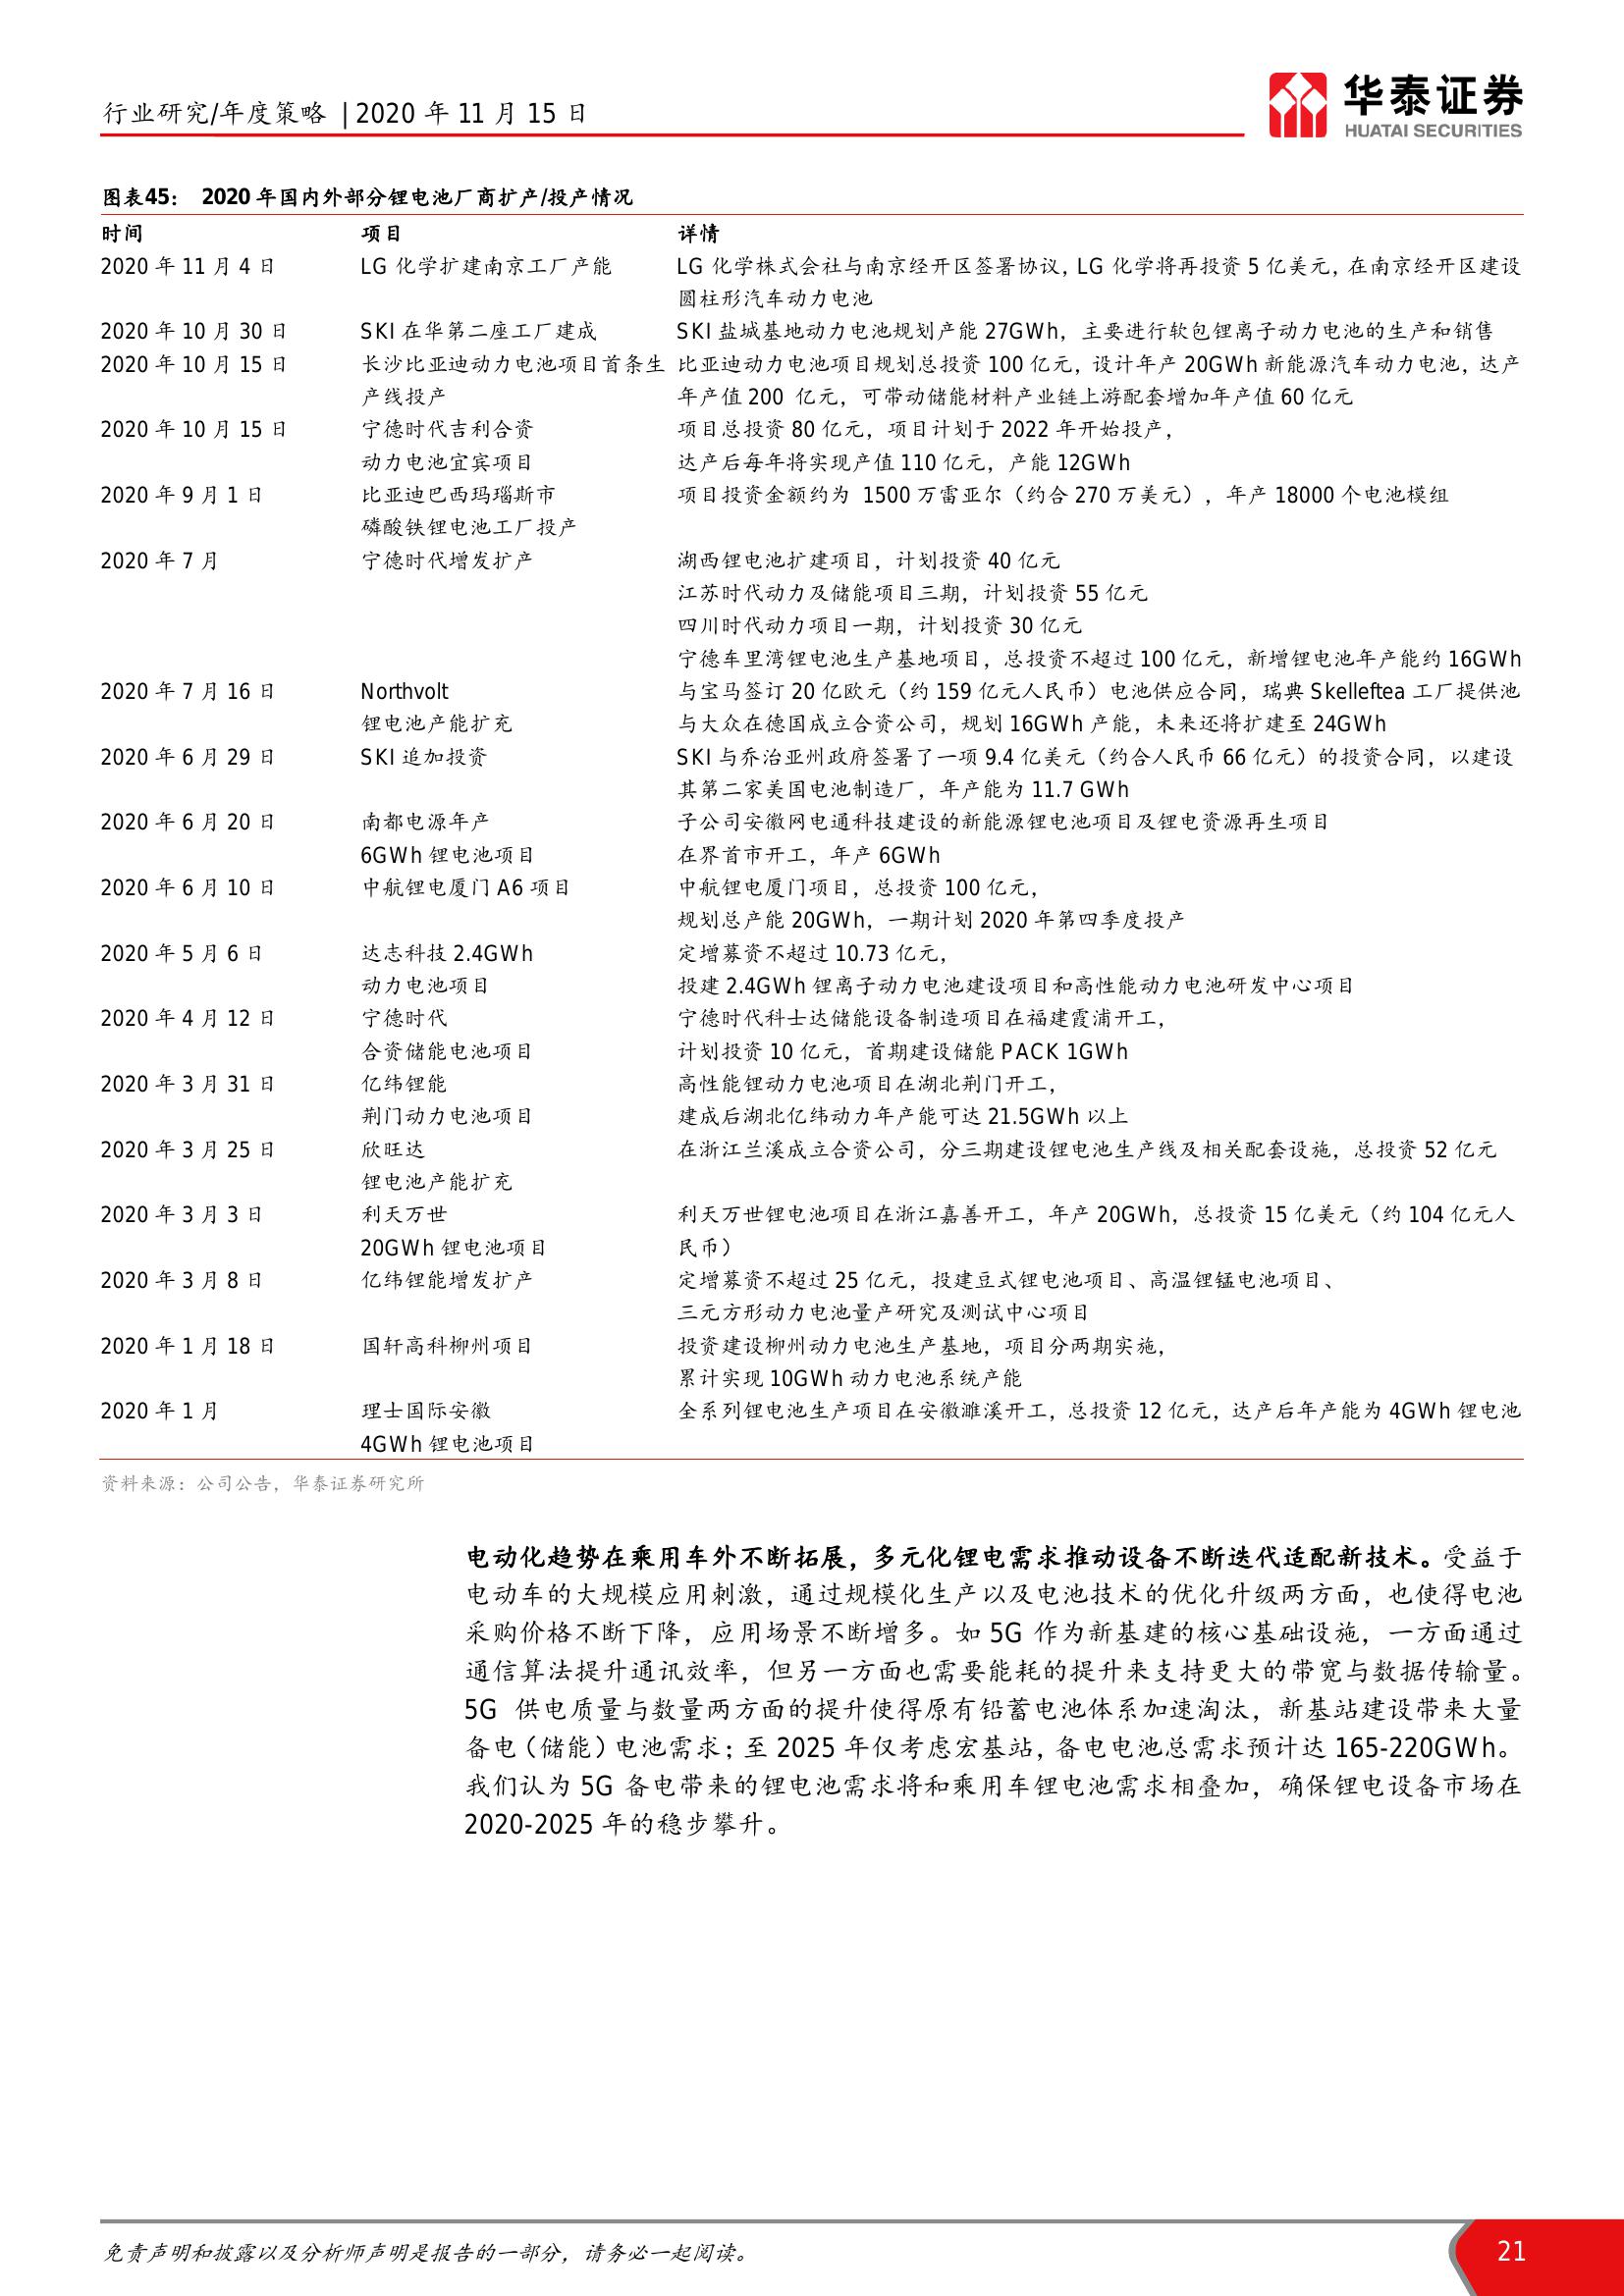 行业研究/年度策略 | 2020 年 11 月 15 日
华泰证券
HUATAI SECURITIES
图表45： 2020 年国内外部分锂电池厂商扩产/投产情况
时间 项目 详情
2020 年 11 月 4 日 LG 化学扩建南京工厂产能 LG 化学株式会社与南京经开区签署协议，LG 化学将再投资 5 亿美元，在南京经开区建设
圆柱形汽车动力电池
2020 年 10 月 30 日 SKI 在华第二座工厂建成 SKI 盐城基地动力电池规划产能 27GWh，主要进行软包锂离子动力电池的生产和销售
2020 年 10 月 15 日 长沙比亚迪动力电池项目首条生 比亚迪动力电池项目规划总投资 100 亿元，设计年产 20GWh 新能源汽车动力电池，达产
产线投产 年产值 200 亿元，可带动储能材料产业链上游配套增加年产值 60 亿元
2020 年 10 月 15 日 宁德时代吉利合资 项目总投资 80 亿元，项目计划于 2022 年开始投产，
动力电池宜宾项目 达产后每年将实现产值 110 亿元，产能 12GWh
2020 年 9 月 1 日 比亚迪巴西玛瑙斯市 项目投资金额约为 1500 万雷亚尔（约合 270 万美元），年产 18000 个电池模组
磷酸铁锂电池工厂投产
2020 年 7 月 宁德时代增发扩产 湖西锂电池扩建项目，计划投资 40 亿元
江苏时代动力及储能项目三期，计划投资 55 亿元
四川时代动力项目一期，计划投资 30 亿元
宁德车里湾锂电池生产基地项目，总投资不超过 100 亿元，新增锂电池年产能约 16GWh
2020 年 7 月 16 日 Northvolt 与宝马签订 20 亿欧元（约 159 亿元人民币）电池供应合同，瑞典 Skelleftea 工厂提供池
锂电池产能扩充 与大众在德国成立合资公司，规划 16GWh 产能，未来还将扩建至 24GWh
2020 年 6 月 29 日 SKI 追加投资 SKI 与乔治亚州政府签署了一项 9.4 亿美元（约合人民币 66 亿元）的投资合同，以建设
其第二家美国电池制造厂，年产能为 11.7 GWh
2020 年 6 月 20 日 南都电源年产 子公司安徽网电通科技建设的新能源锂电池项目及锂电资源再生项目
6GWh 锂电池项目 在界首市开工，年产 6GWh
2020 年 6 月 10 日 中航锂电厦门 A6 项目 中航锂电厦门项目，总投资 100 亿元，
规划总产能 20GWh，一期计划 2020 年第四季度投产
2020 年 5 月 6 日 达志科技 2.4GWh 定增募资不超过 10.73 亿元，
动力电池项目 投建 2.4GWh 锂离子动力电池建设项目和高性能动力电池研发中心项目
2020 年 4 月 12 日 宁德时代 宁德时代科士达储能设备制造项目在福建霞浦开工，
合资储能电池项目 计划投资 10 亿元，首期建设储能 PACK 1GWh
2020 年 3 月 31 日 亿纬锂能 高性能锂动力电池项目在湖北荆门开工，
荆门动力电池项目 建成后湖北亿纬动力年产能可达 21.5GWh 以上
2020 年 3 月 25 日 欣旺达 在浙江兰溪成立合资公司，分三期建设锂电池生产线及相关配套设施，总投资 52 亿元
锂电池产能扩充
2020 年 3 月 3 日 利天万世 利天万世锂电池项目在浙江嘉善开工，年产 20GWh，总投资 15 亿美元（约 104 亿元人
20GWh 锂电池项目 民币）
2020 年 3 月 8 日 亿纬锂能增发扩产 定增募资不超过 25 亿元，投建豆式锂电池项目、高温锂锰电池项目、
三元方形动力电池量产研究及测试中心项目
2020 年 1 月 18 日 国轩高科柳州项目 投资建设柳州动力电池生产基地，项目分两期实施，
累计实现 10GWh 动力电池系统产能
2020 年 1 月 理士国际安徽 全系列锂电池生产项目在安徽濉溪开工，总投资 12 亿元，达产后年产能为 4GWh 锂电池
4GWh 锂电池项目
资料来源：公司公告，华泰证券研究所
电动化趋势在乘用车外不断拓展，多元化锂电需求推动设备不断迭代适配新技术。受益于
电动车的大规模应用刺激，通过规模化生产以及电池技术的优化升级两方面，也使得电池
采购价格不断下降，应用场景不断增多。如 5G 作为新基建的核心基础设施，一方面通过
通信算法提升通讯效率，但另一方面也需要能耗的提升来支持更大的带宽与数据传输量。
5G 供电质量与数量两方面的提升使得原有铅蓄电池体系加速淘汰，新基站建设带来大量
备电（储能）电池需求；至 2025 年仅考虑宏基站，备电电池总需求预计达 165-220GWh。
我们认为 5G 备电带来的锂电池需求将和乘用车锂电池需求相叠加，确保锂电设备市场在
2020-2025 年的稳步攀升。
免责声明和披露以及分析师声明是报告的一部分，请务必一起阅读。
21